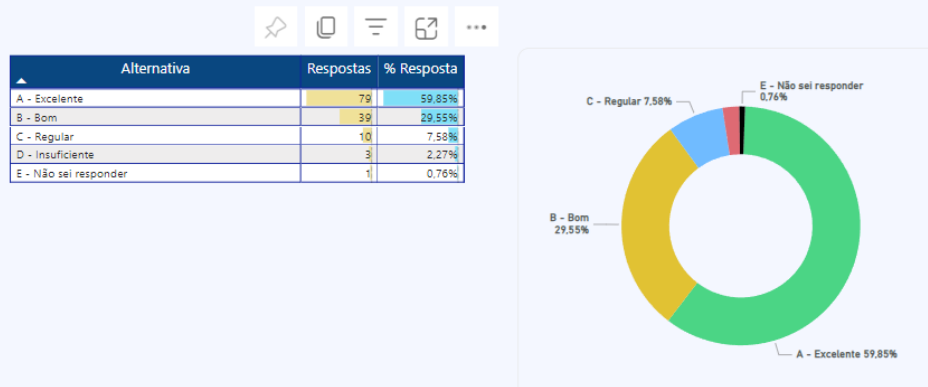 Alternativa Respostas % Resposta
A - Excelente 79 59,85%
B - Bom 39 29,55%
C - Regular 10 7,58%
D - Insuficiente 3 2,27%
E - Não sei responder 1 0,76%
E - Não sei responder
0,76%
C - Regular 7,58%
B - Bom
29,55%
A - Excelente 59,85%